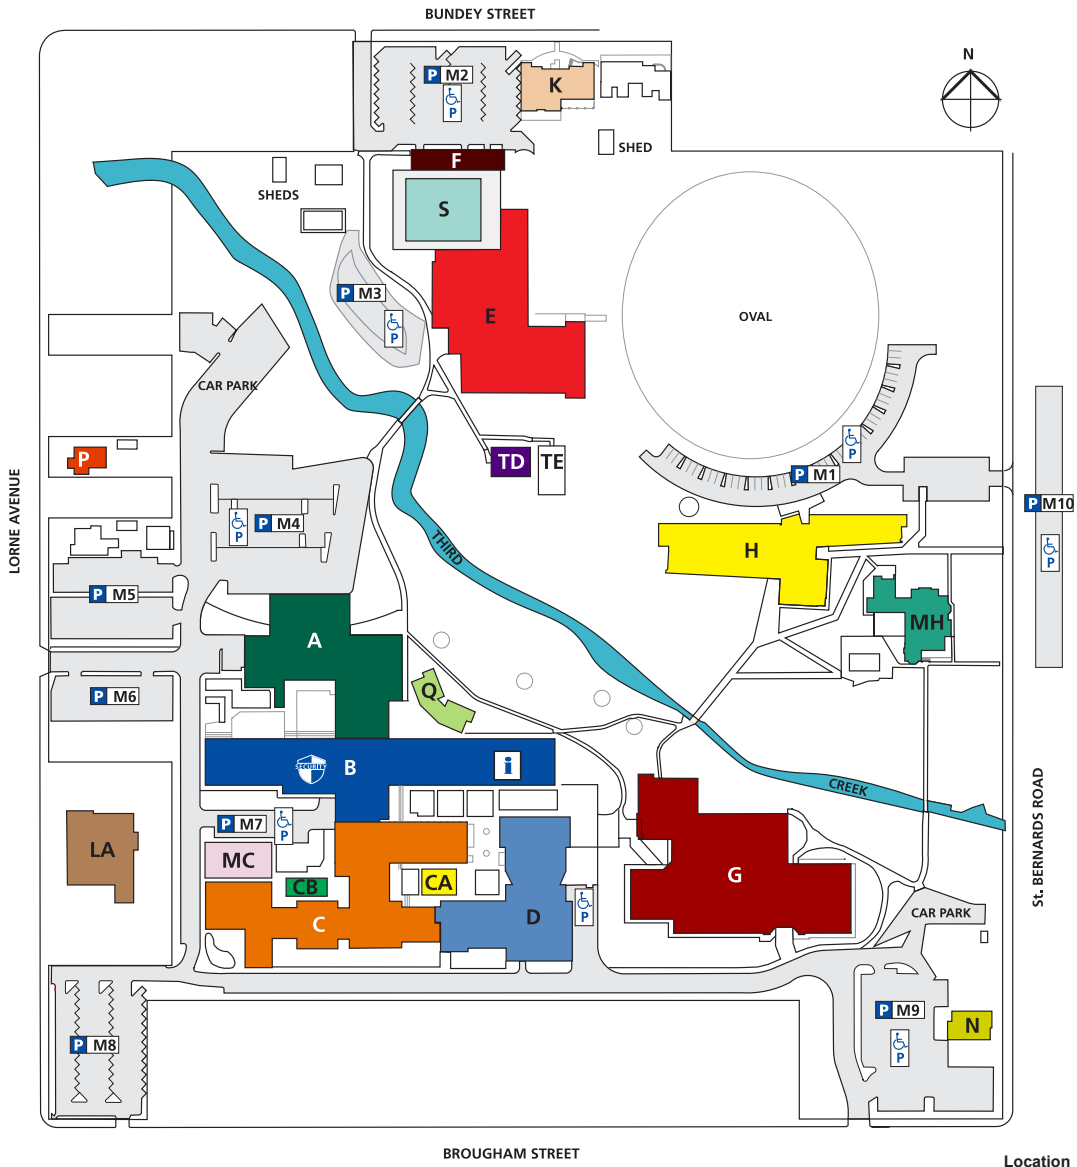 BUNDEY STREET
N
P M2
P
K
SHED
F
SHEDS
S
P M3
P
E
OVAL
CAR PARK
P
TD
TE
P
P M1
LORNE AVENUE
P M10
P
P
P M4
THIRD
H
P M5
A
MH
Q
P M6
SECURITY
B
i
CREEK
St. BERNARDS ROAD
P M7
P
LA
MC
CB
CA
G
C
D
P
CAR PARK
P M9
P
N
P M8
BROUGHAM STREET
Location